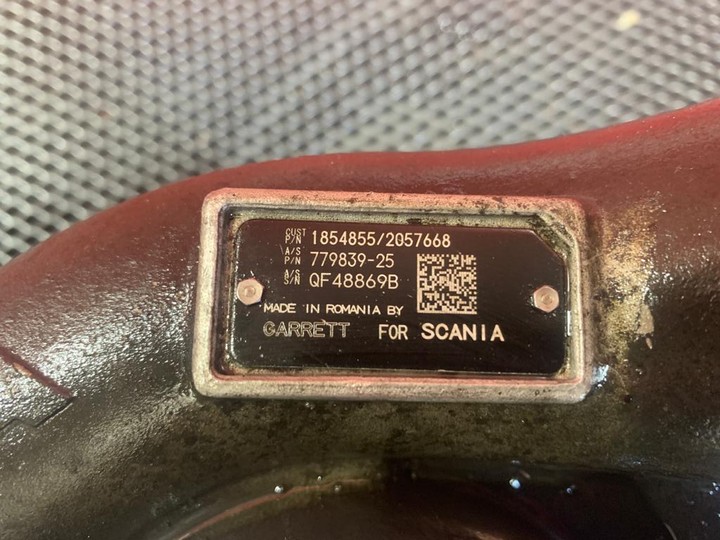 CUST P/N 1854855/2057668
A/S P/N 779839-25
A/S S/N QF48869B
MADE IN ROMANIA BY
GARRETT FOR SCANIA